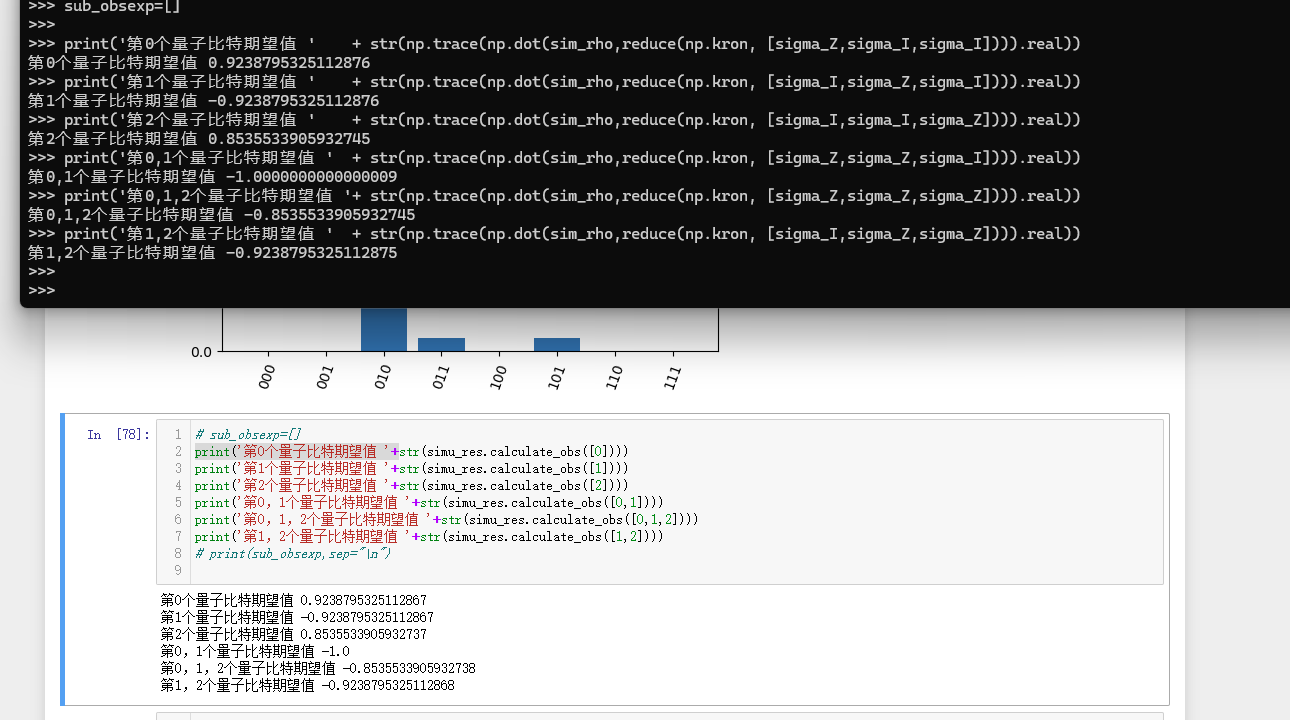 >>> sub_obsexp=[]
>>>
>>> print('第0个量子比特期望值 '    + str(np.trace(np.dot(sim_rho,reduce(np.kron, [sigma_Z,sigma_I,sigma_I]))).real))
第0个量子比特期望值 0.9238795325112876
>>> print('第1个量子比特期望值 '    + str(np.trace(np.dot(sim_rho,reduce(np.kron, [sigma_I,sigma_Z,sigma_I]))).real))
第1个量子比特期望值 -0.9238795325112876
>>> print('第2个量子比特期望值 '    + str(np.trace(np.dot(sim_rho,reduce(np.kron, [sigma_I,sigma_I,sigma_Z]))).real))
第2个量子比特期望值 0.8535533905932745
>>> print('第0,1个量子比特期望值 '  + str(np.trace(np.dot(sim_rho,reduce(np.kron, [sigma_Z,sigma_Z,sigma_I]))).real))
第0,1个量子比特期望值 -1.0000000000000009
>>> print('第0,1,2个量子比特期望值 '+ str(np.trace(np.dot(sim_rho,reduce(np.kron, [sigma_Z,sigma_Z,sigma_Z]))).real))
第0,1,2个量子比特期望值 -0.8535533905932745
>>> print('第1,2个量子比特期望值 '  + str(np.trace(np.dot(sim_rho,reduce(np.kron, [sigma_I,sigma_Z,sigma_Z]))).real))
第1,2个量子比特期望值 -0.9238795325112875
>>>
>>>
0.0
000 001 010 011 100 101 110 111
In [78]:
1 # sub_obsexp=[]
2 print('第0个量子比特期望值 '+str(simu_res.calculate_obs([0])))
3 print('第1个量子比特期望值 '+str(simu_res.calculate_obs([1])))
4 print('第2个量子比特期望值 '+str(simu_res.calculate_obs([2])))
5 print('第0，1个量子比特期望值 '+str(simu_res.calculate_obs([0,1])))
6 print('第0，1，2个量子比特期望值 '+str(simu_res.calculate_obs([0,1,2])))
7 print('第1，2个量子比特期望值 '+str(simu_res.calculate_obs([1,2])))
8 # print(sub_obsexp,sep="\n")
9
第0个量子比特期望值 0.9238795325112867
第1个量子比特期望值 -0.9238795325112867
第2个量子比特期望值 0.8535533905932737
第0，1个量子比特期望值 -1.0
第0，1，2个量子比特期望值 -0.8535533905932738
第1，2个量子比特期望值 -0.9238795325112868